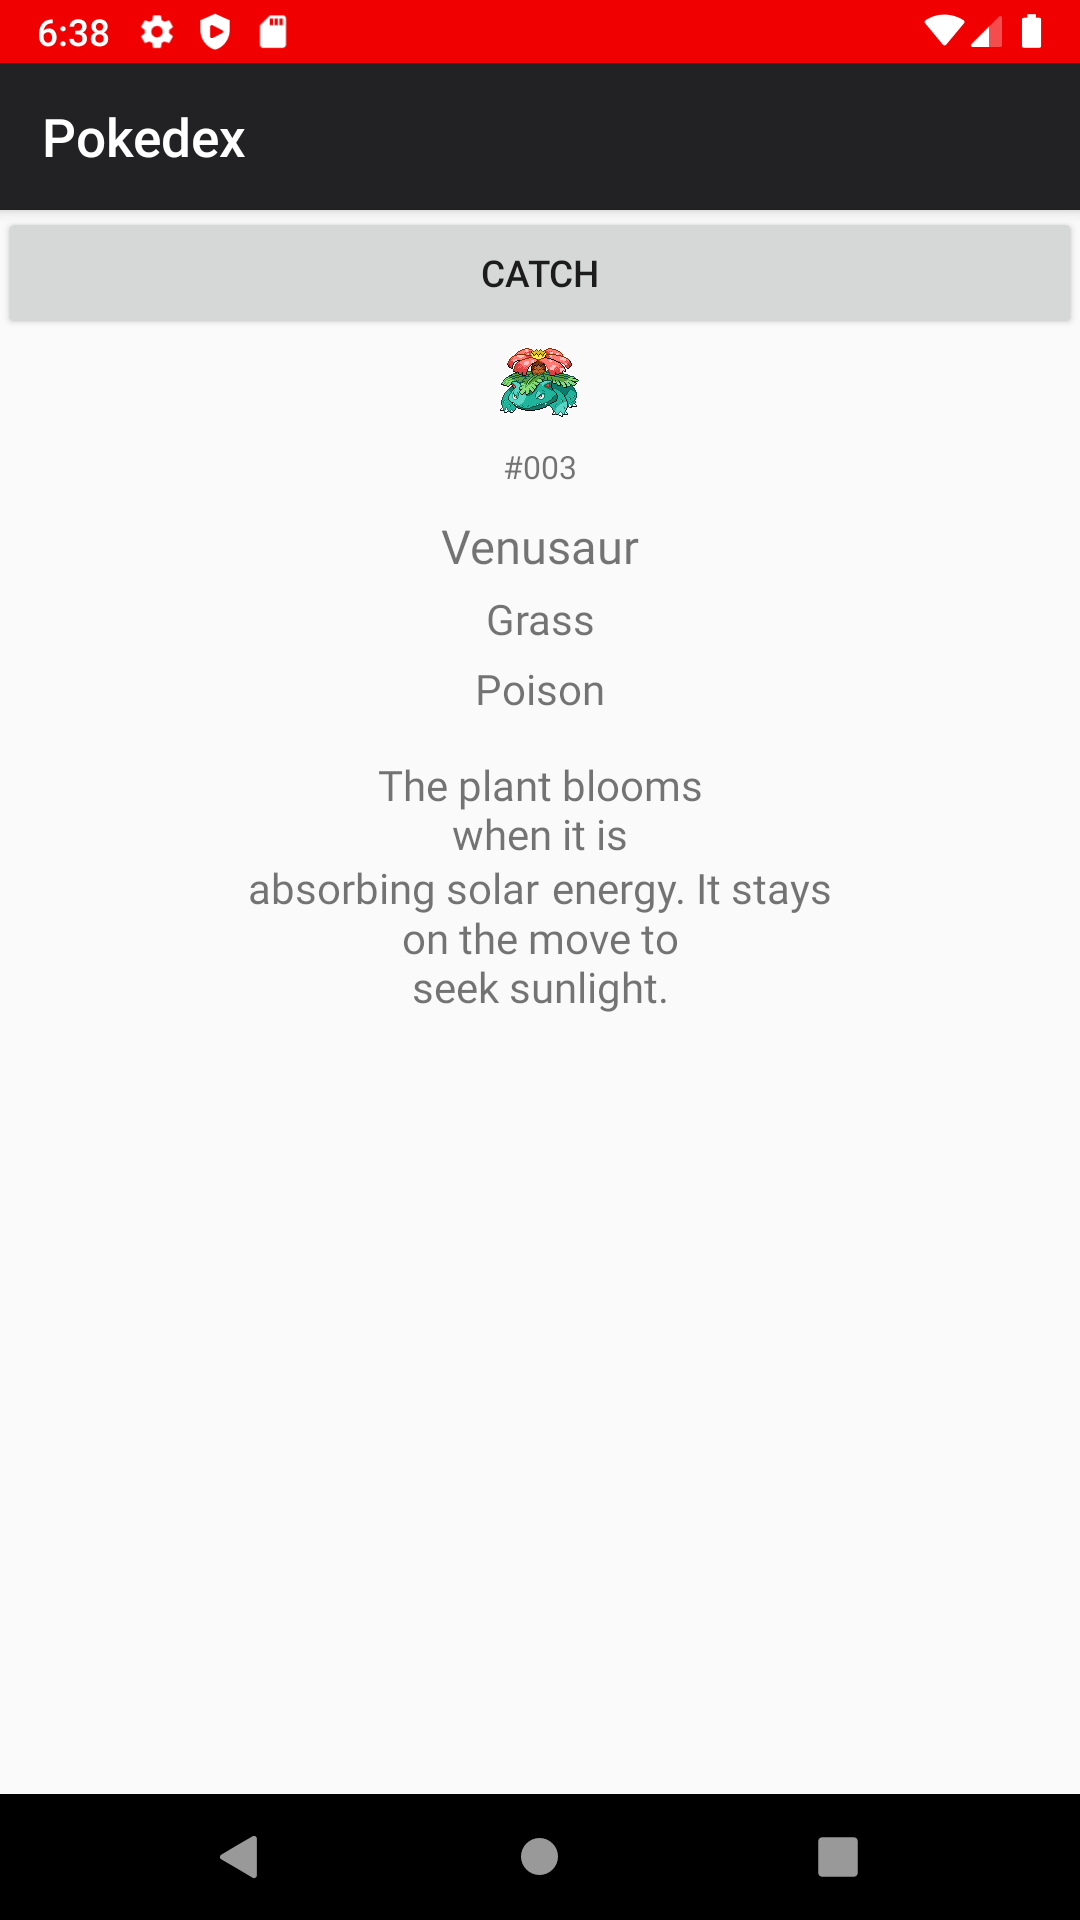 6:38
Pokedex
CATCH
#003
Venusaur
Grass
Poison
The plant blooms
when it is
absorbing solar energy. It stays
on the move to
seek sunlight.